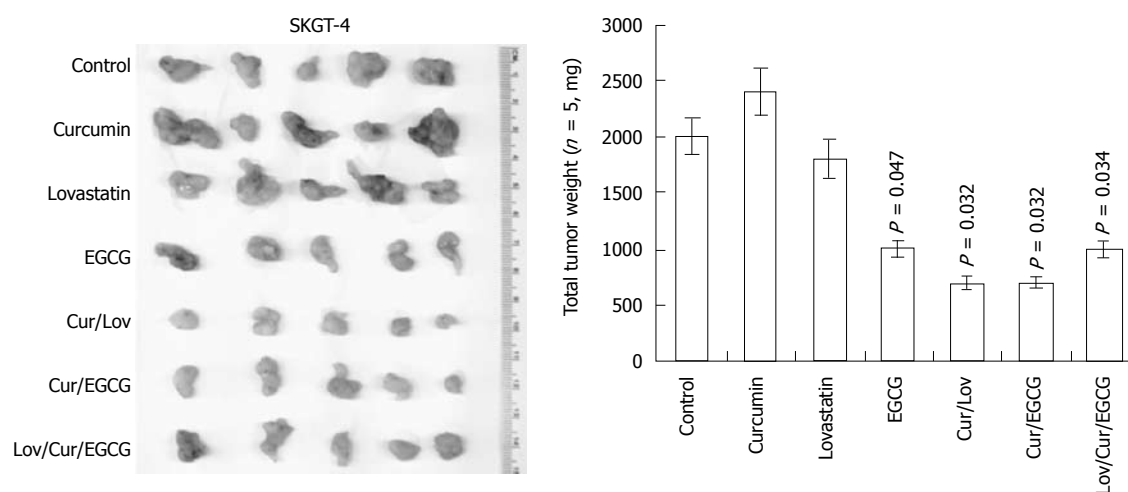 SKGT-4
Control
Curcumin
Lovastatin
EGCG
Cur/Lov
Cur/EGCG
Lov/Cur/EGCG
Total tumor weight (n = 5, mg)
3000
2500
2000
1500
1000
500
0
P = 0.047
P = 0.032
P = 0.032
P = 0.034
Control
Curcumin
Lovastatin
EGCG
Cur/Lov
Cur/EGCG
Lov/Cur/EGCG